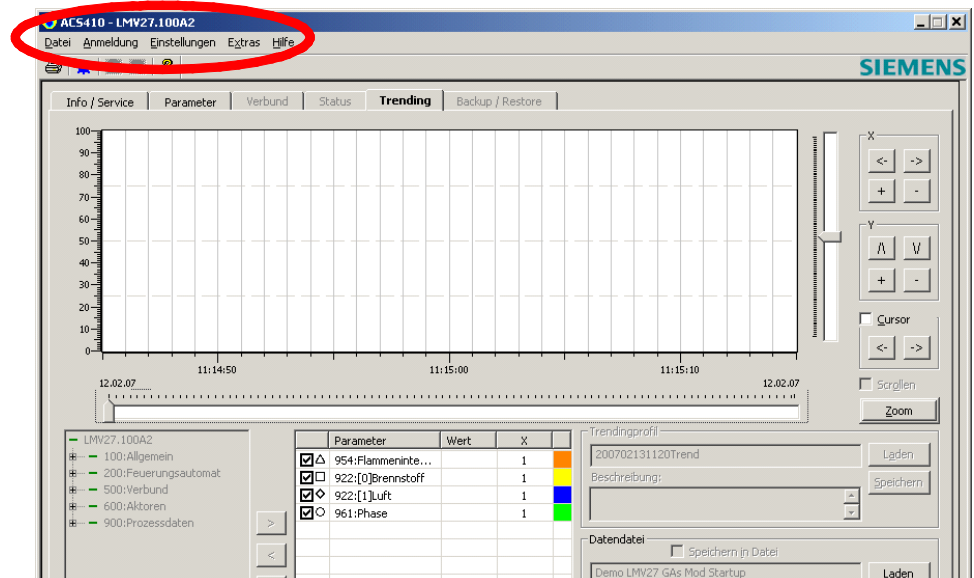 ACS410 - LMV27.100A2
Datei Anmeldung Einstellungen Extras Hilfe
SIEMENS
Info / Service Parameter Verbund Status Trending Backup / Restore
100
90
80
70
60
50
40
30
20
10
0
11:14:50 11:15:00 11:15:10
12.02.07 12.02.07
X
<- ->
+ -
Y
/\ \/
+ -
Cursor
<- ->
Scrollen
Zoom
LMV27.100A2
100:Allgemein
200:Feuerungsautomat
500:Verbund
600:Aktoren
900:Prozessdaten
>
<
Parameter Wert X
954:Flammeninte... 1
922:[0]Brennstoff 1
922:[1]Luft 1
961:Phase 1
Trendingprofil
200702131120Trend Laden
Beschreibung: Speichern
Datendatei
Speichern in Datei
Demo LMV27 GAs Mod Startup Laden